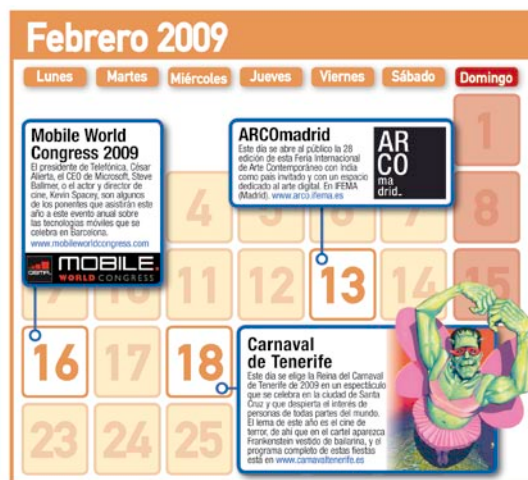 Febrero 2009
Lunes Martes Miércoles Jueves Viernes Sábado Domingo
Mobile World
Congress 2009
El presidente de Telefónica, César
Alierta, el CEO de Microsoft, Steve
Ballmer, o el actor y director de
cine, Kevin Spacey, son algunos
de los ponentes que asistirán este
año a este evento anual sobre
las tecnologías móviles que se
celebra en Barcelona.
www.mobileworldcongress.com
MOBILE
WORLD CONGRESS
ARCOmadrid
Este día se abre al público la 28
edición de esta Feria Internacional
de Arte Contemporáneo con India
como país invitado y con un espacio
dedicado al arte digital. En IFEMA
(Madrid). www.arco.ifema.es
AR
CO
ma
drid_
1
4 5 6 7 8
9 10 11 12 13 14 15
16 17 18
Carnaval
de Tenerife
Este día se elige la Reina del Carnaval
de Tenerife de 2009 en un espectáculo
que se celebra en la ciudad de Santa
Cruz y que despierta el interés de
personas de todas partes del mundo.
El lema de este año es el cine de
terror, de ahí que en el cartel aparezca
Frankenstein vestido de bailarina, y el
programa completo de estas fiestas
está en www.carnavaltenerife.es
23 24 25